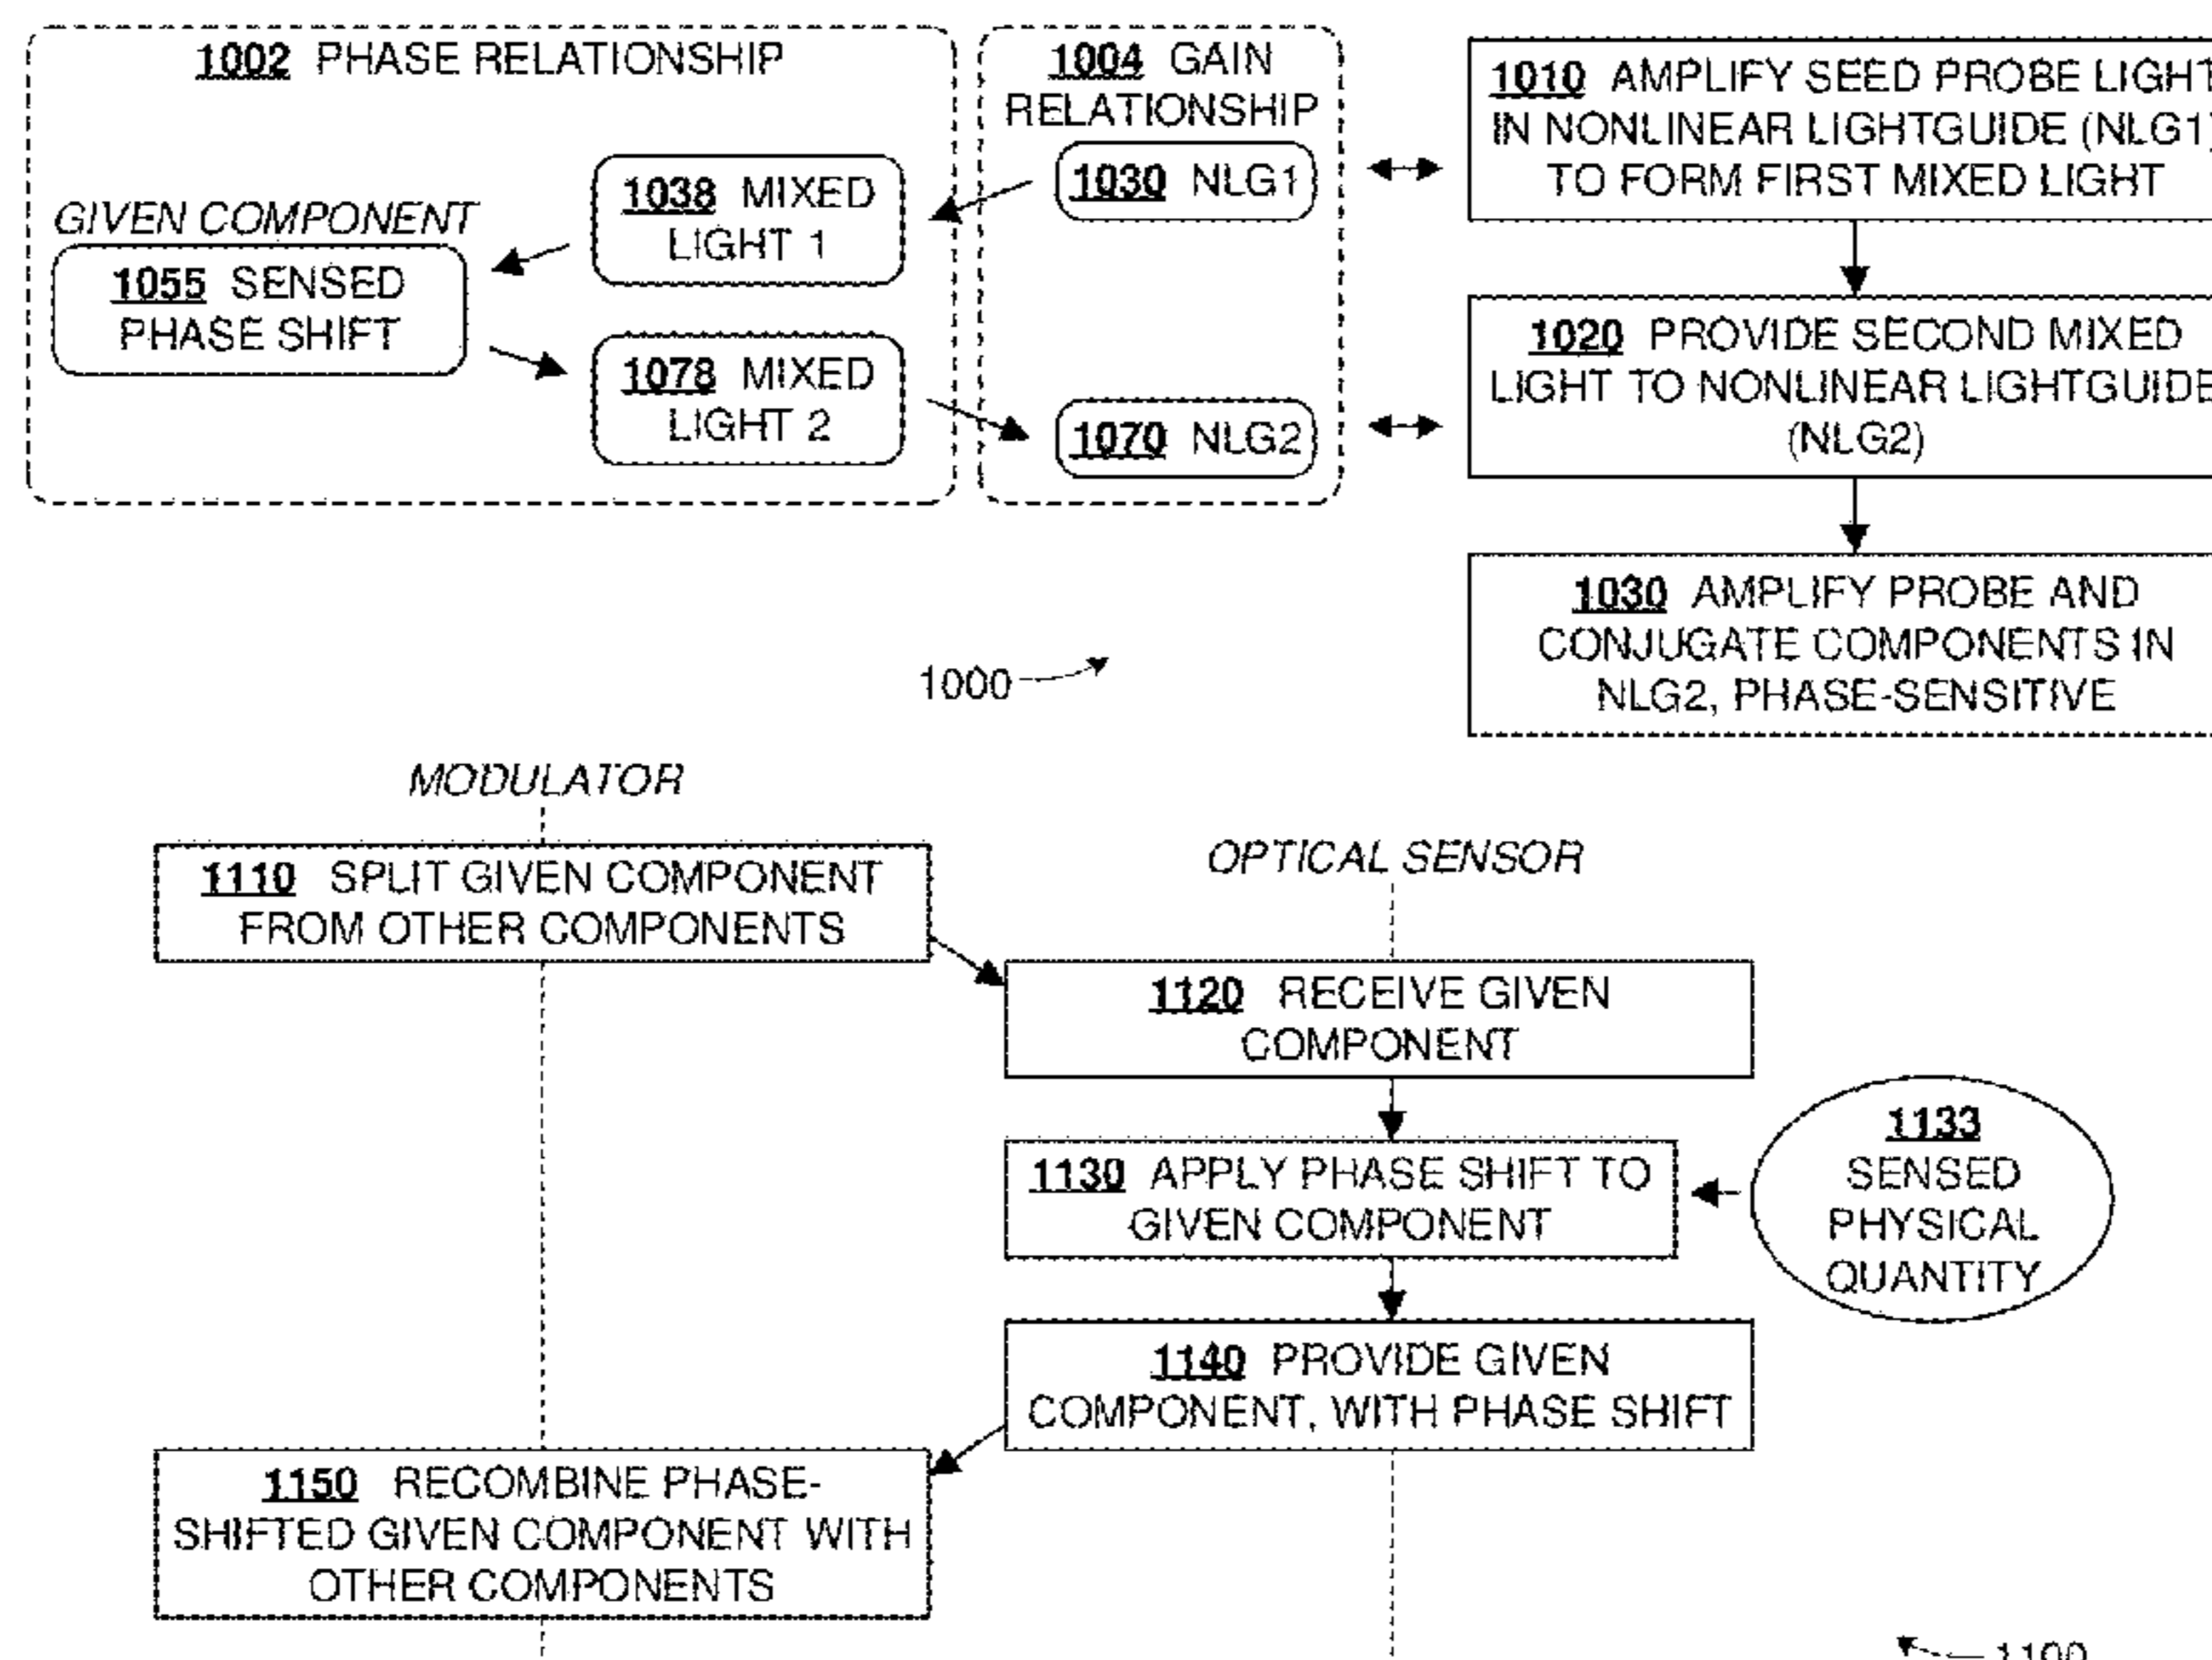 1002 PHASE RELATIONSHIP
1004 GAIN
RELATIONSHIP
1030 NLG1
1038 MIXED
LIGHT 1
GIVEN COMPONENT
1055 SENSED
PHASE SHIFT
1078 MIXED
LIGHT 2
1070 NLG2
1010 AMPLIFY SEED PROBE LIGHT
IN NONLINEAR LIGHTGUIDE (NLG1)
TO FORM FIRST MIXED LIGHT
1020 PROVIDE SECOND MIXED
LIGHT TO NONLINEAR LIGHTGUIDE
(NLG2)
1030 AMPLIFY PROBE AND
CONJUGATE COMPONENTS IN
NLG2, PHASE-SENSITIVE
1000
MODULATOR
1110 SPLIT GIVEN COMPONENT
FROM OTHER COMPONENTS
OPTICAL SENSOR
1120 RECEIVE GIVEN
COMPONENT
1130 APPLY PHASE SHIFT TO
GIVEN COMPONENT
1133
SENSED
PHYSICAL
QUANTITY
1140 PROVIDE GIVEN
COMPONENT, WITH PHASE SHIFT
1150 RECOMBINE PHASE-
SHIFTED GIVEN COMPONENT WITH
OTHER COMPONENTS
1100